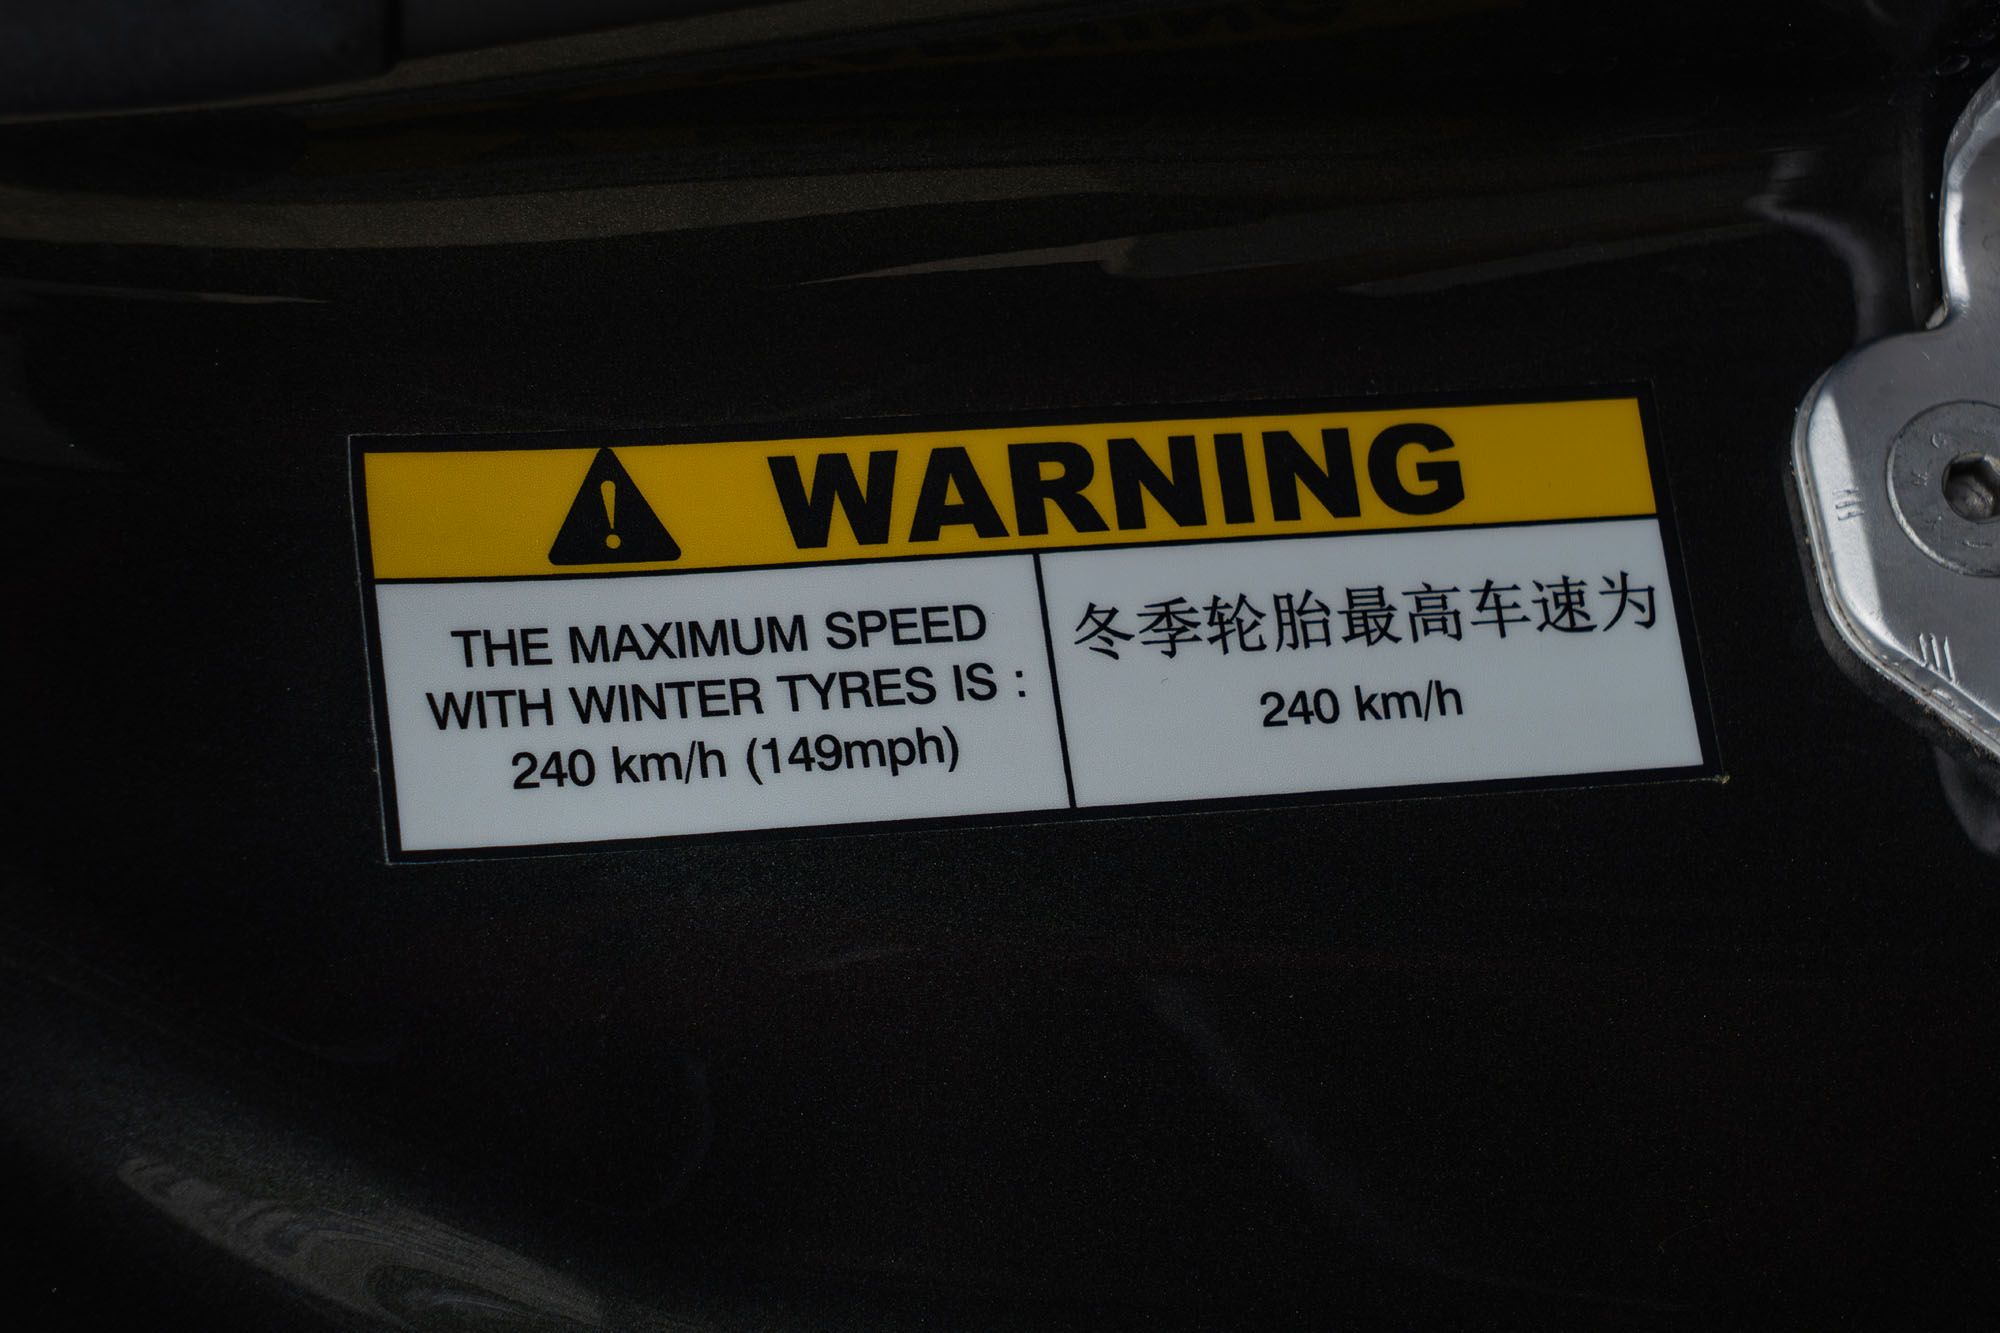 WARNING
THE MAXIMUM SPEED
WITH WINTER TYRES IS :
240 km/h (149mph)
冬季轮胎最高车速为
240 km/h